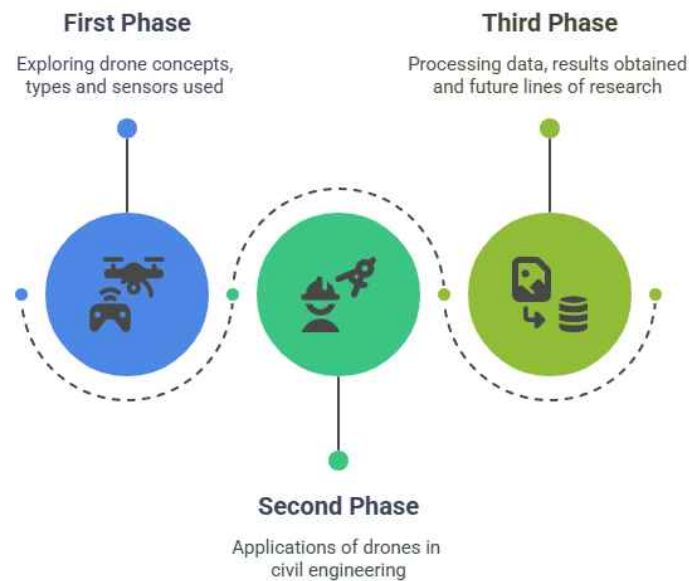 First Phase
Exploring drone concepts,
types and sensors used
Third Phase
Processing data, results obtained
and future lines of research
Second Phase
Applications of drones in
civil engineering